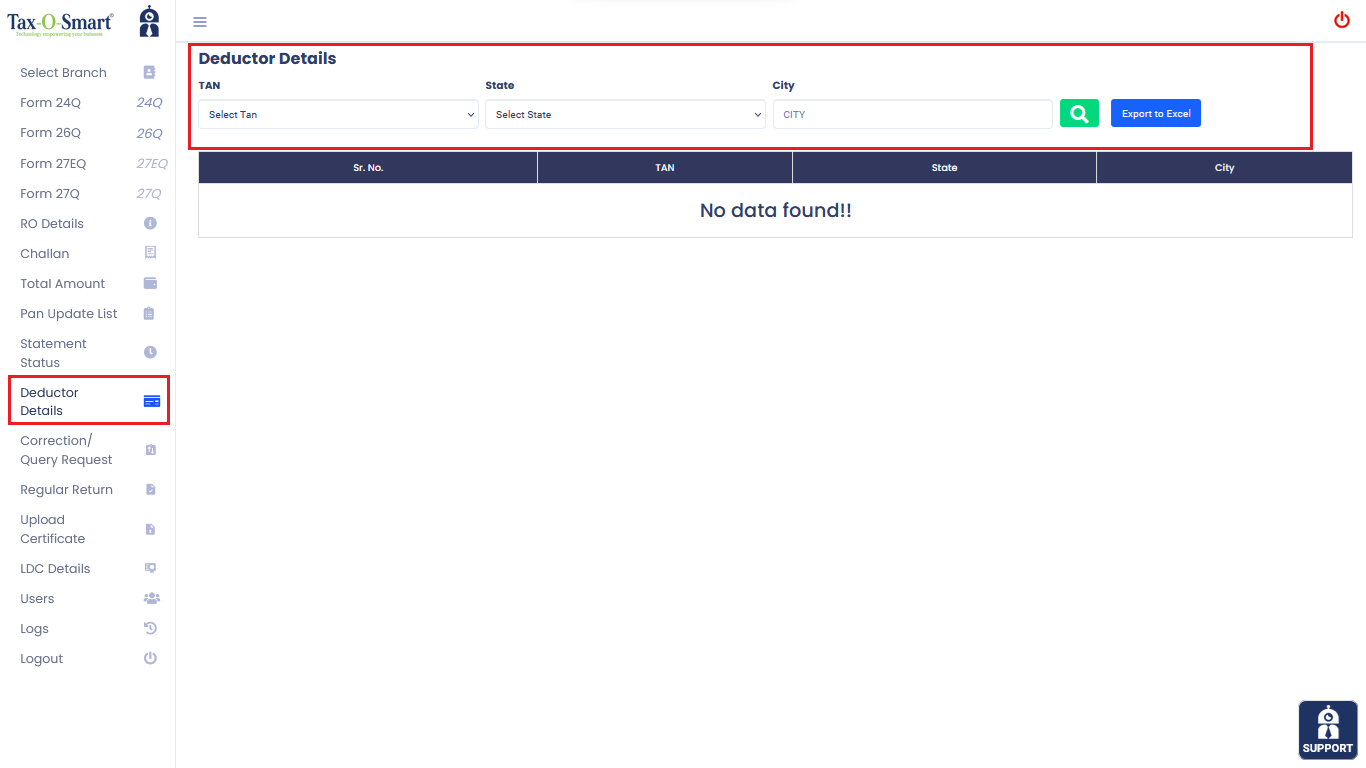 Tax-O-Smart®
Technology empowering your business
Select Branch
Form 24Q 24Q
Form 26Q 26Q
Form 27EQ 27EQ
Form 27Q 27Q
RO Details
Challan
Total Amount
Pan Update List
Statement
Status
Deductor
Details
Correction/
Query Request
Regular Return
Upload
Certificate
LDC Details
Users
Logs
Logout
Deductor Details
TAN State City
Select Tan Select State CITY Export to Excel
Sr. No. TAN State City
No data found!!
SUPPORT